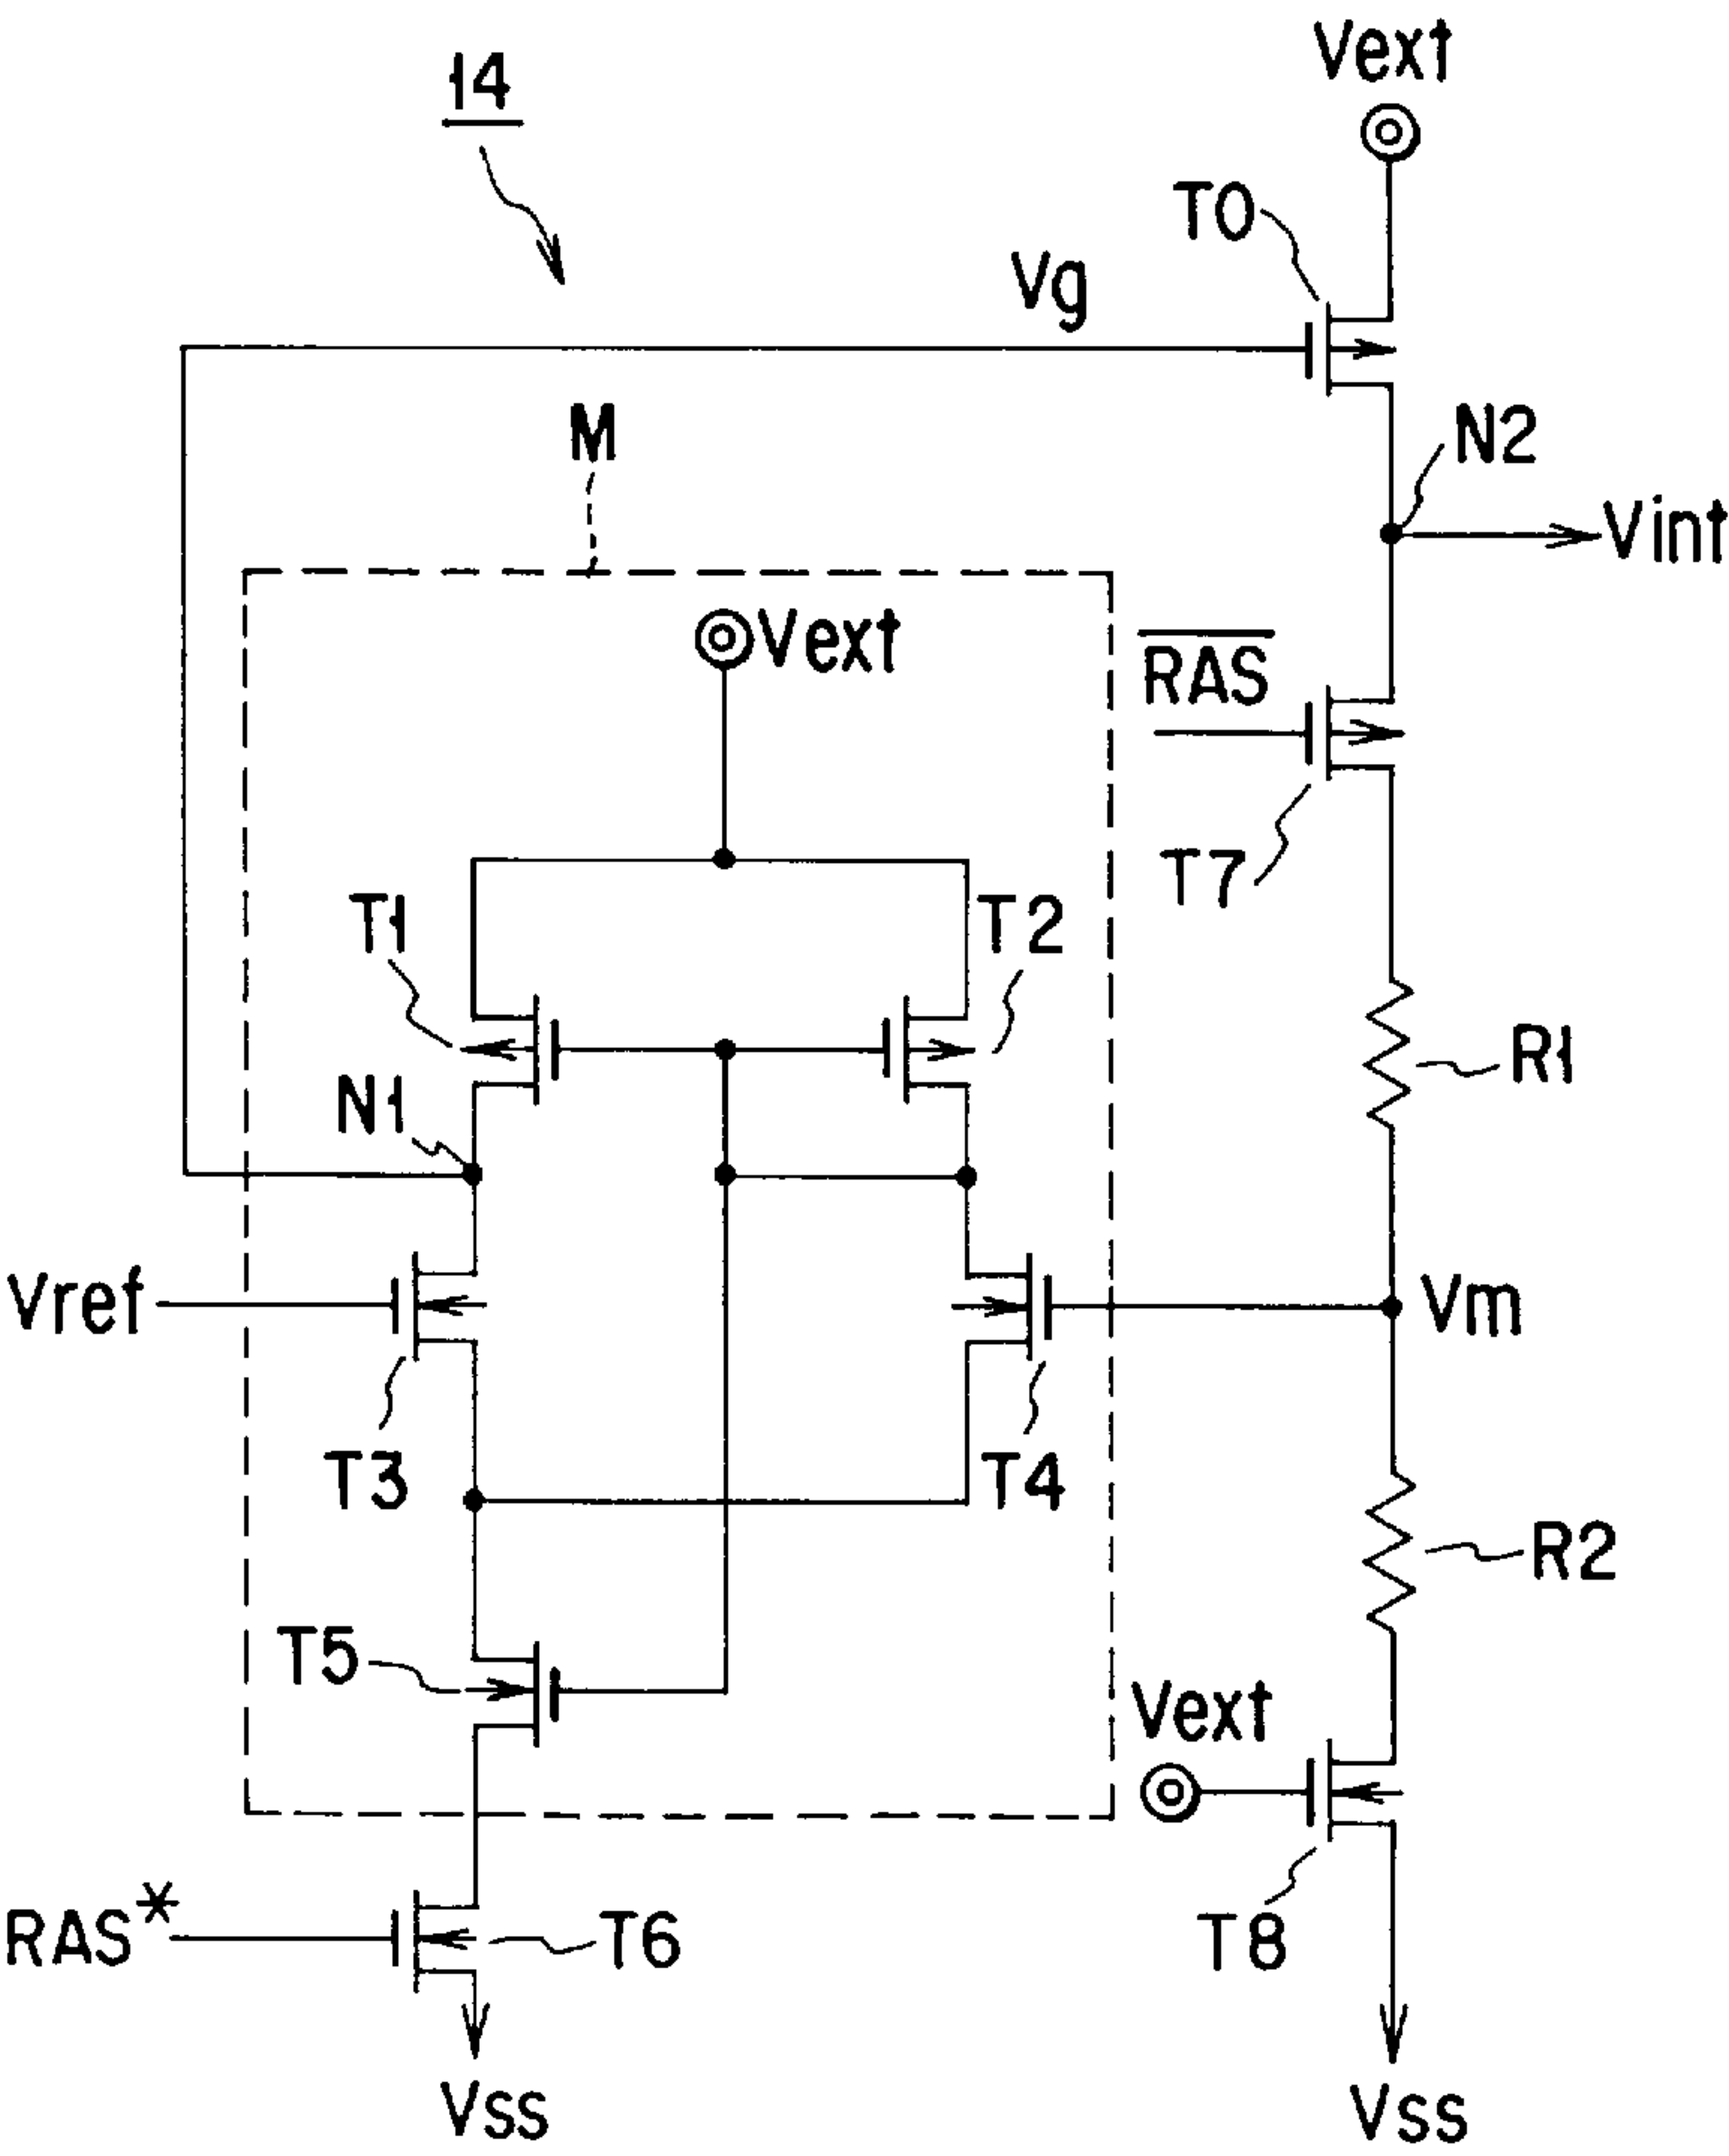 14
Vext
T0
Vg
M
N2
Vint
Vext
R̅A̅S̅
T7
T1
T2
N1
R1
Vref
Vm
T3
T4
R2
T5
Vext
RAS*
T6
T8
Vss
Vss